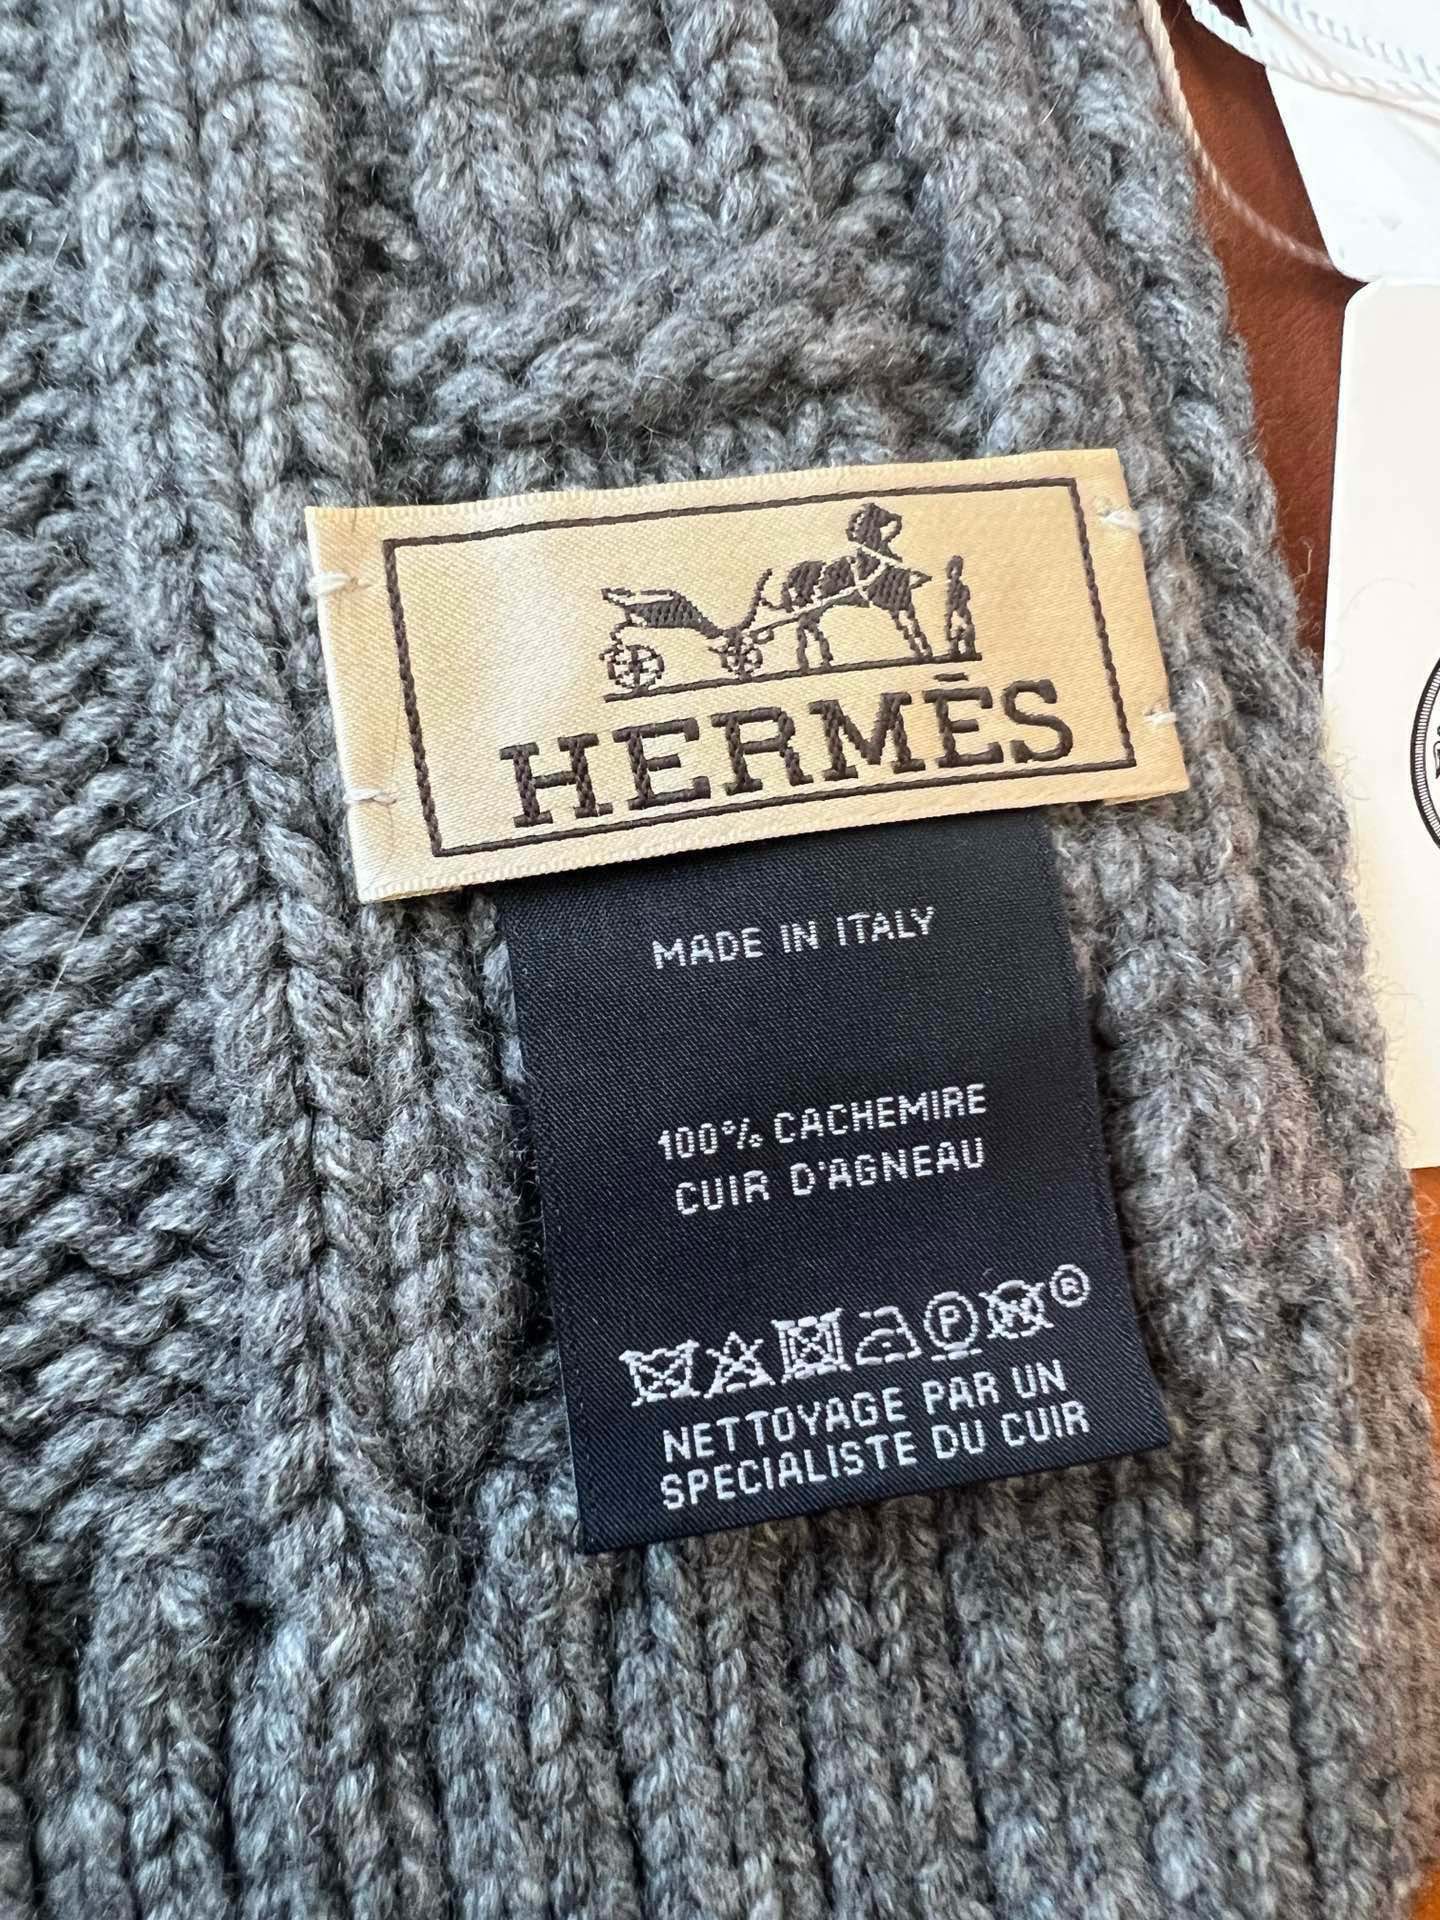 HERMÈS
MADE IN ITALY
100% CACHEMIRE
CUIR D'AGNEAU
P W ®
NETTOYAGE PAR UN
SPECIALISTE DU CUIR